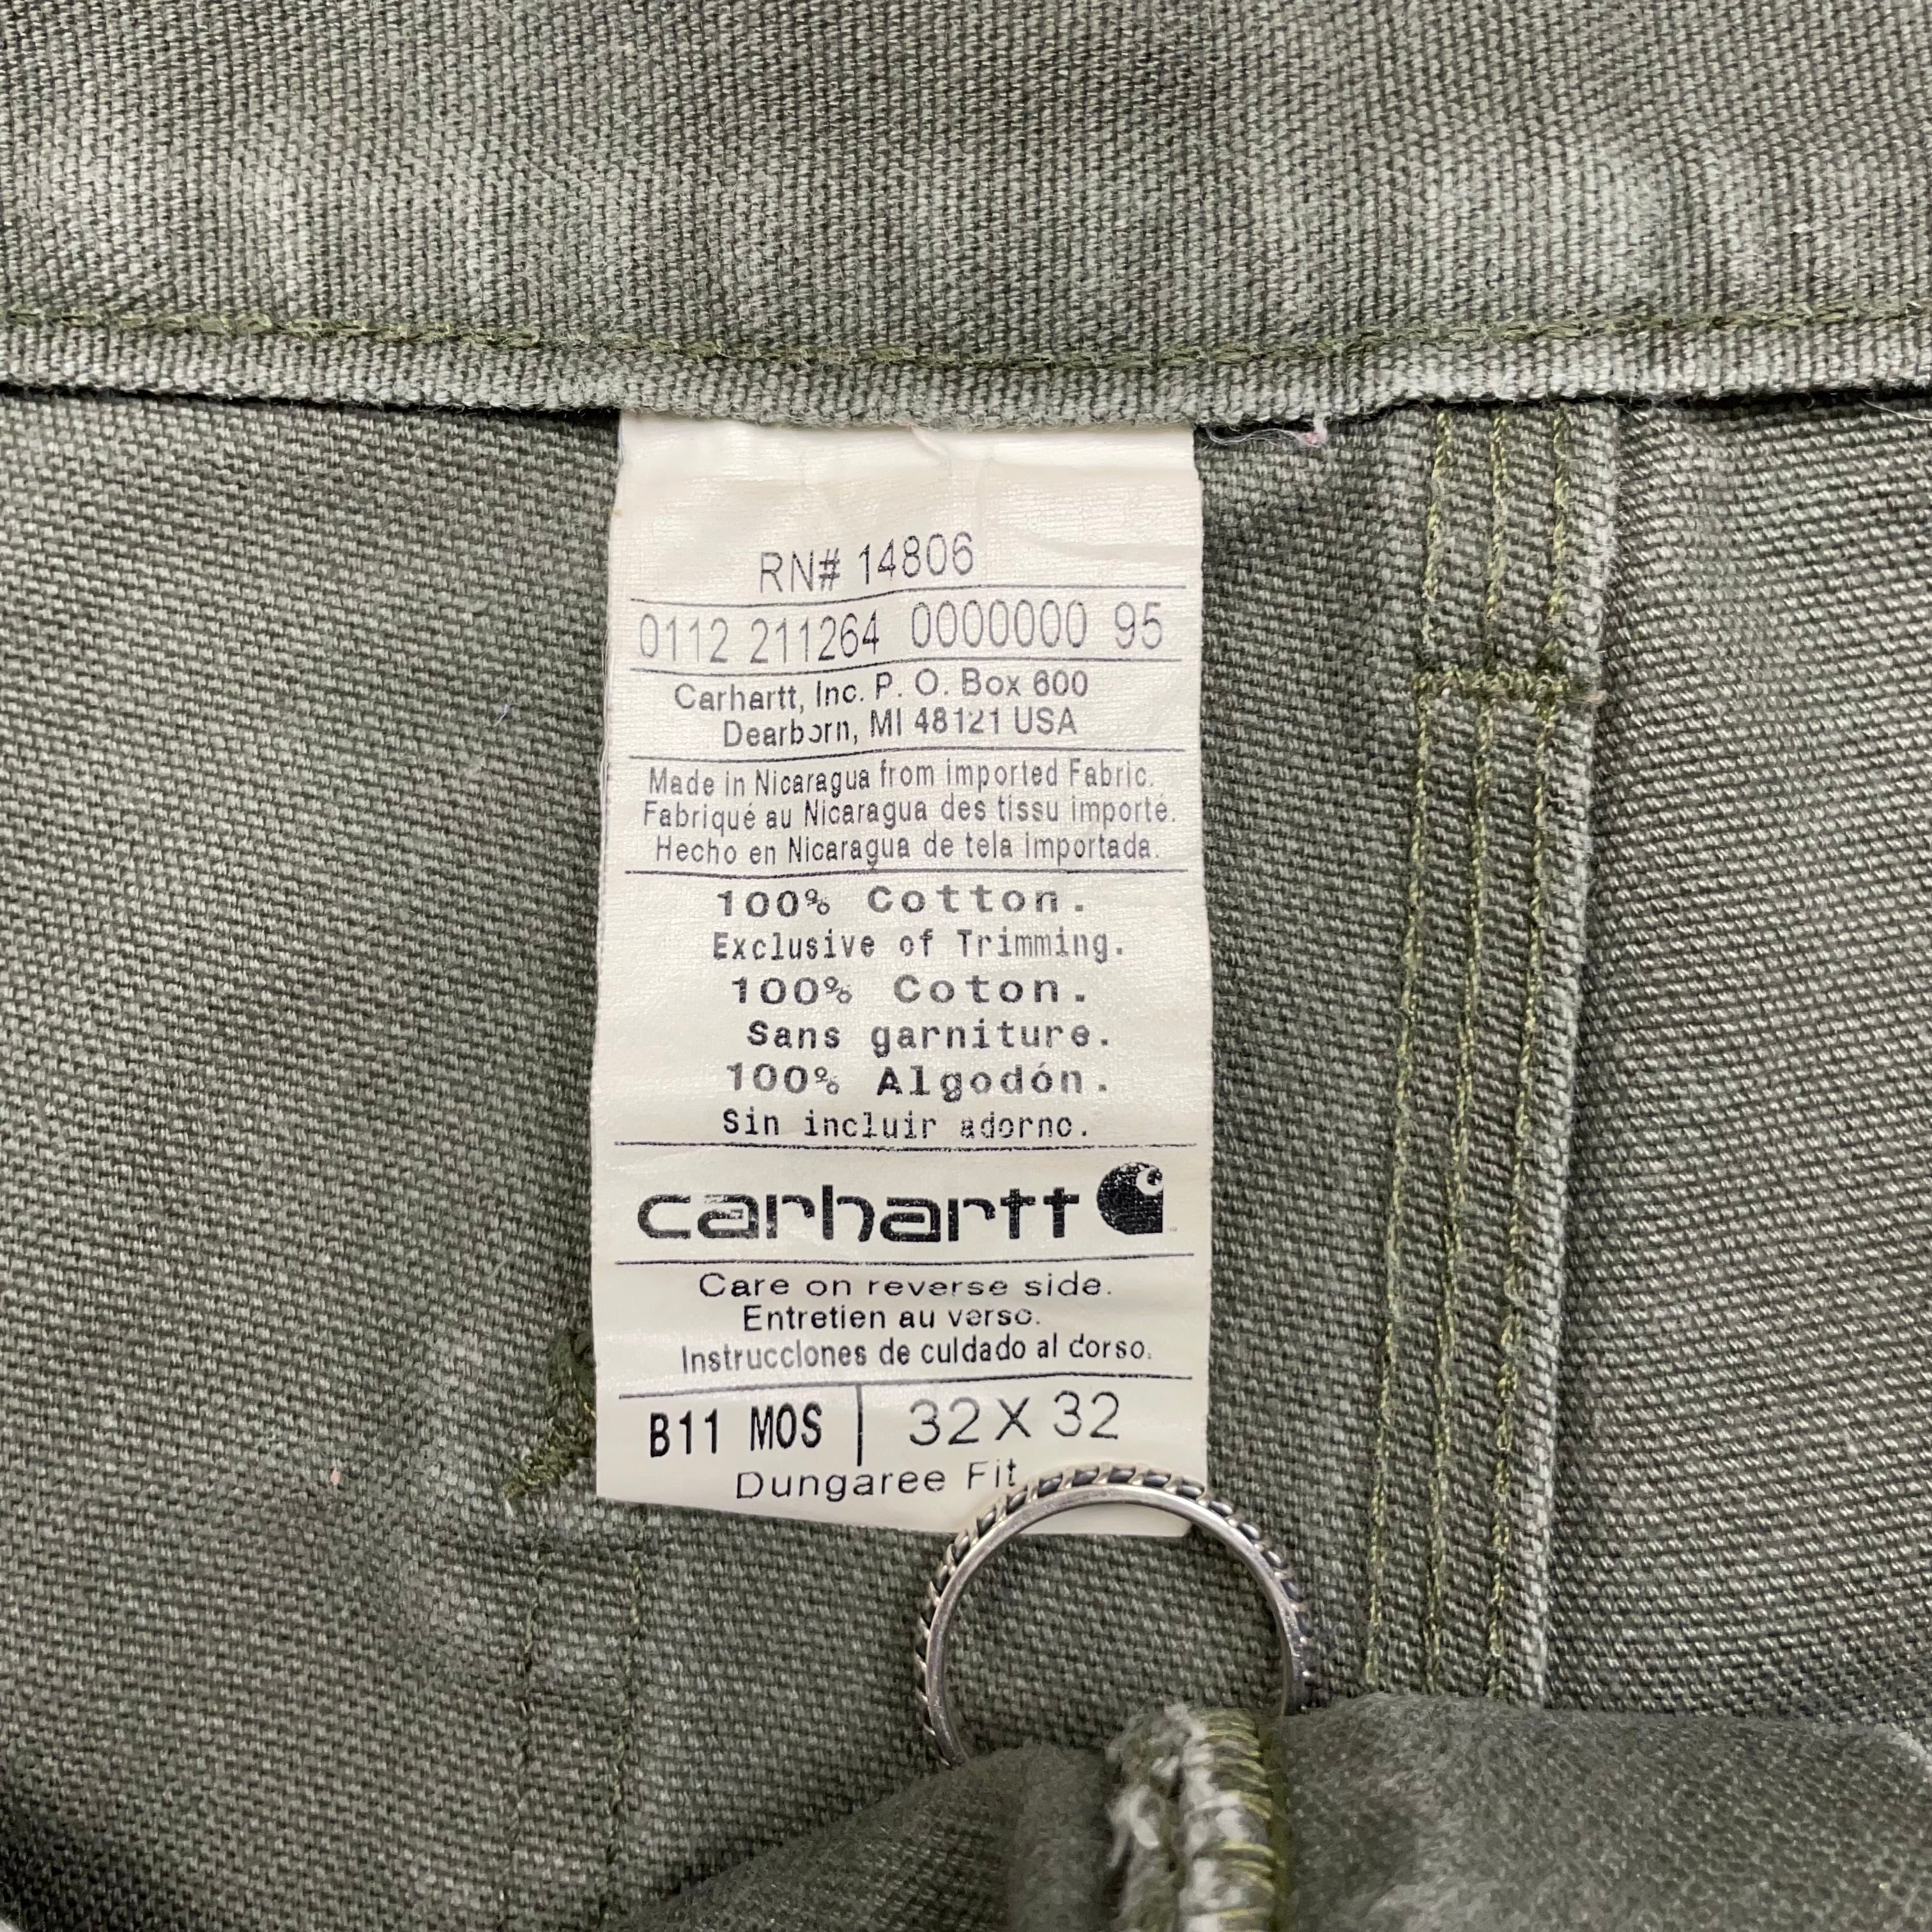 RN# 14806
0112 211264 0000000 95
Carhartt, Inc. P. O. Box 600
Dearborn, MI 48121 USA
Made in Nicaragua from imported Fabric.
Fabriqué au Nicaragua des tissu importé.
Hecho en Nicaragua de tela importada.
100% Cotton.
Exclusive of Trimming.
100% Coton.
Sans garniture.
100% Algodón.
Sin incluir adorno.
carhartt
Care on reverse side.
Entretien au verso.
Instrucciones de cuidado al dorso.
B11 MOS | 32 X 32
Dungaree Fit